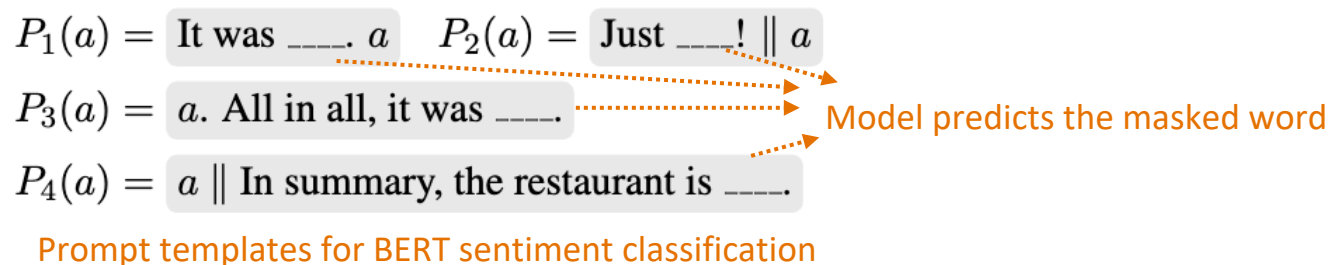 P₁(a) = It was ____. a P₂(a) = Just ____! ‖ a
P₃(a) = a. All in all, it was ____.
Model predicts the masked word
P₄(a) = a ‖ In summary, the restaurant is ____.
Prompt templates for BERT sentiment classification